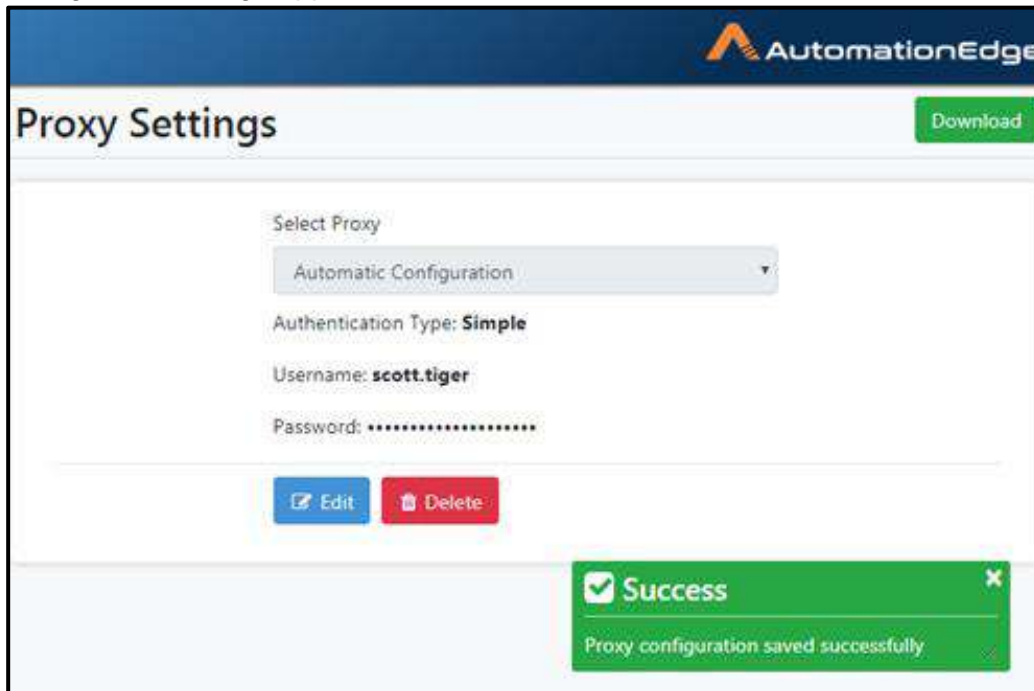 AutomationEdge
Proxy Settings
Download
Select Proxy
Automatic Configuration
Authentication Type: Simple
Username: scott.tiger
Password: ••••••••••••••••••••
Edit Delete
Success
Proxy configuration saved successfully